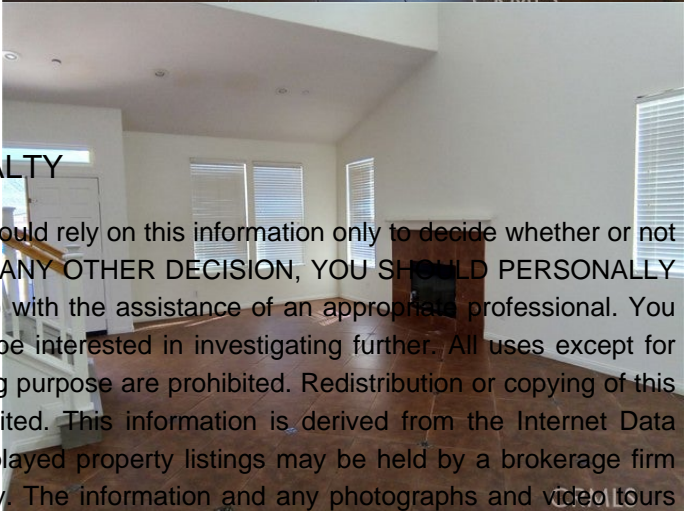 ALTY
ould rely on this information only to decide whether or not
ANY OTHER DECISION, YOU SHOULD PERSONALLY
with the assistance of an appropriate professional. You
be interested in investigating further. All uses except for
g purpose are prohibited. Redistribution or copying of this
ited. This information is derived from the Internet Data
played property listings may be held by a brokerage firm
y. The information and any photographs and video tours
CRMLS